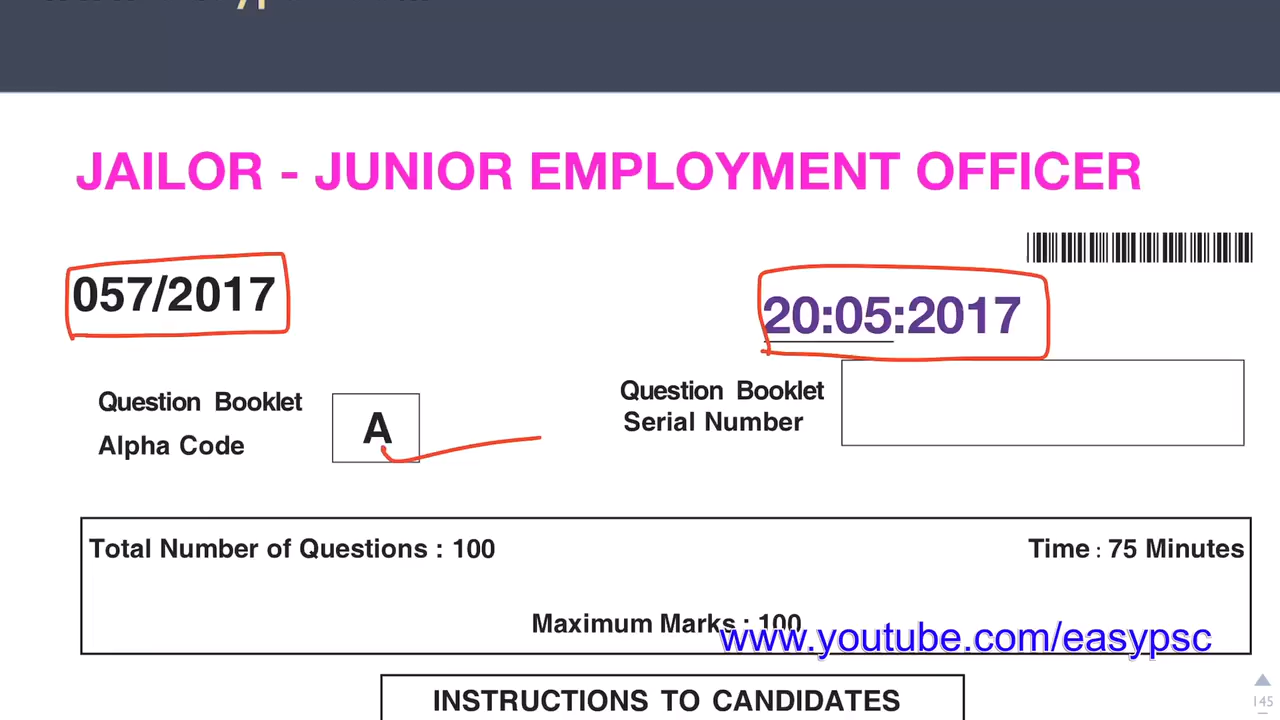 JAILOR - JUNIOR EMPLOYMENT OFFICER
057/2017
20:05:2017
Question Booklet
Alpha Code
A
Question Booklet
Serial Number
Total Number of Questions : 100
Time : 75 Minutes
Maximum Marks : 100
www.youtube.com/easypsc
INSTRUCTIONS TO CANDIDATES
145